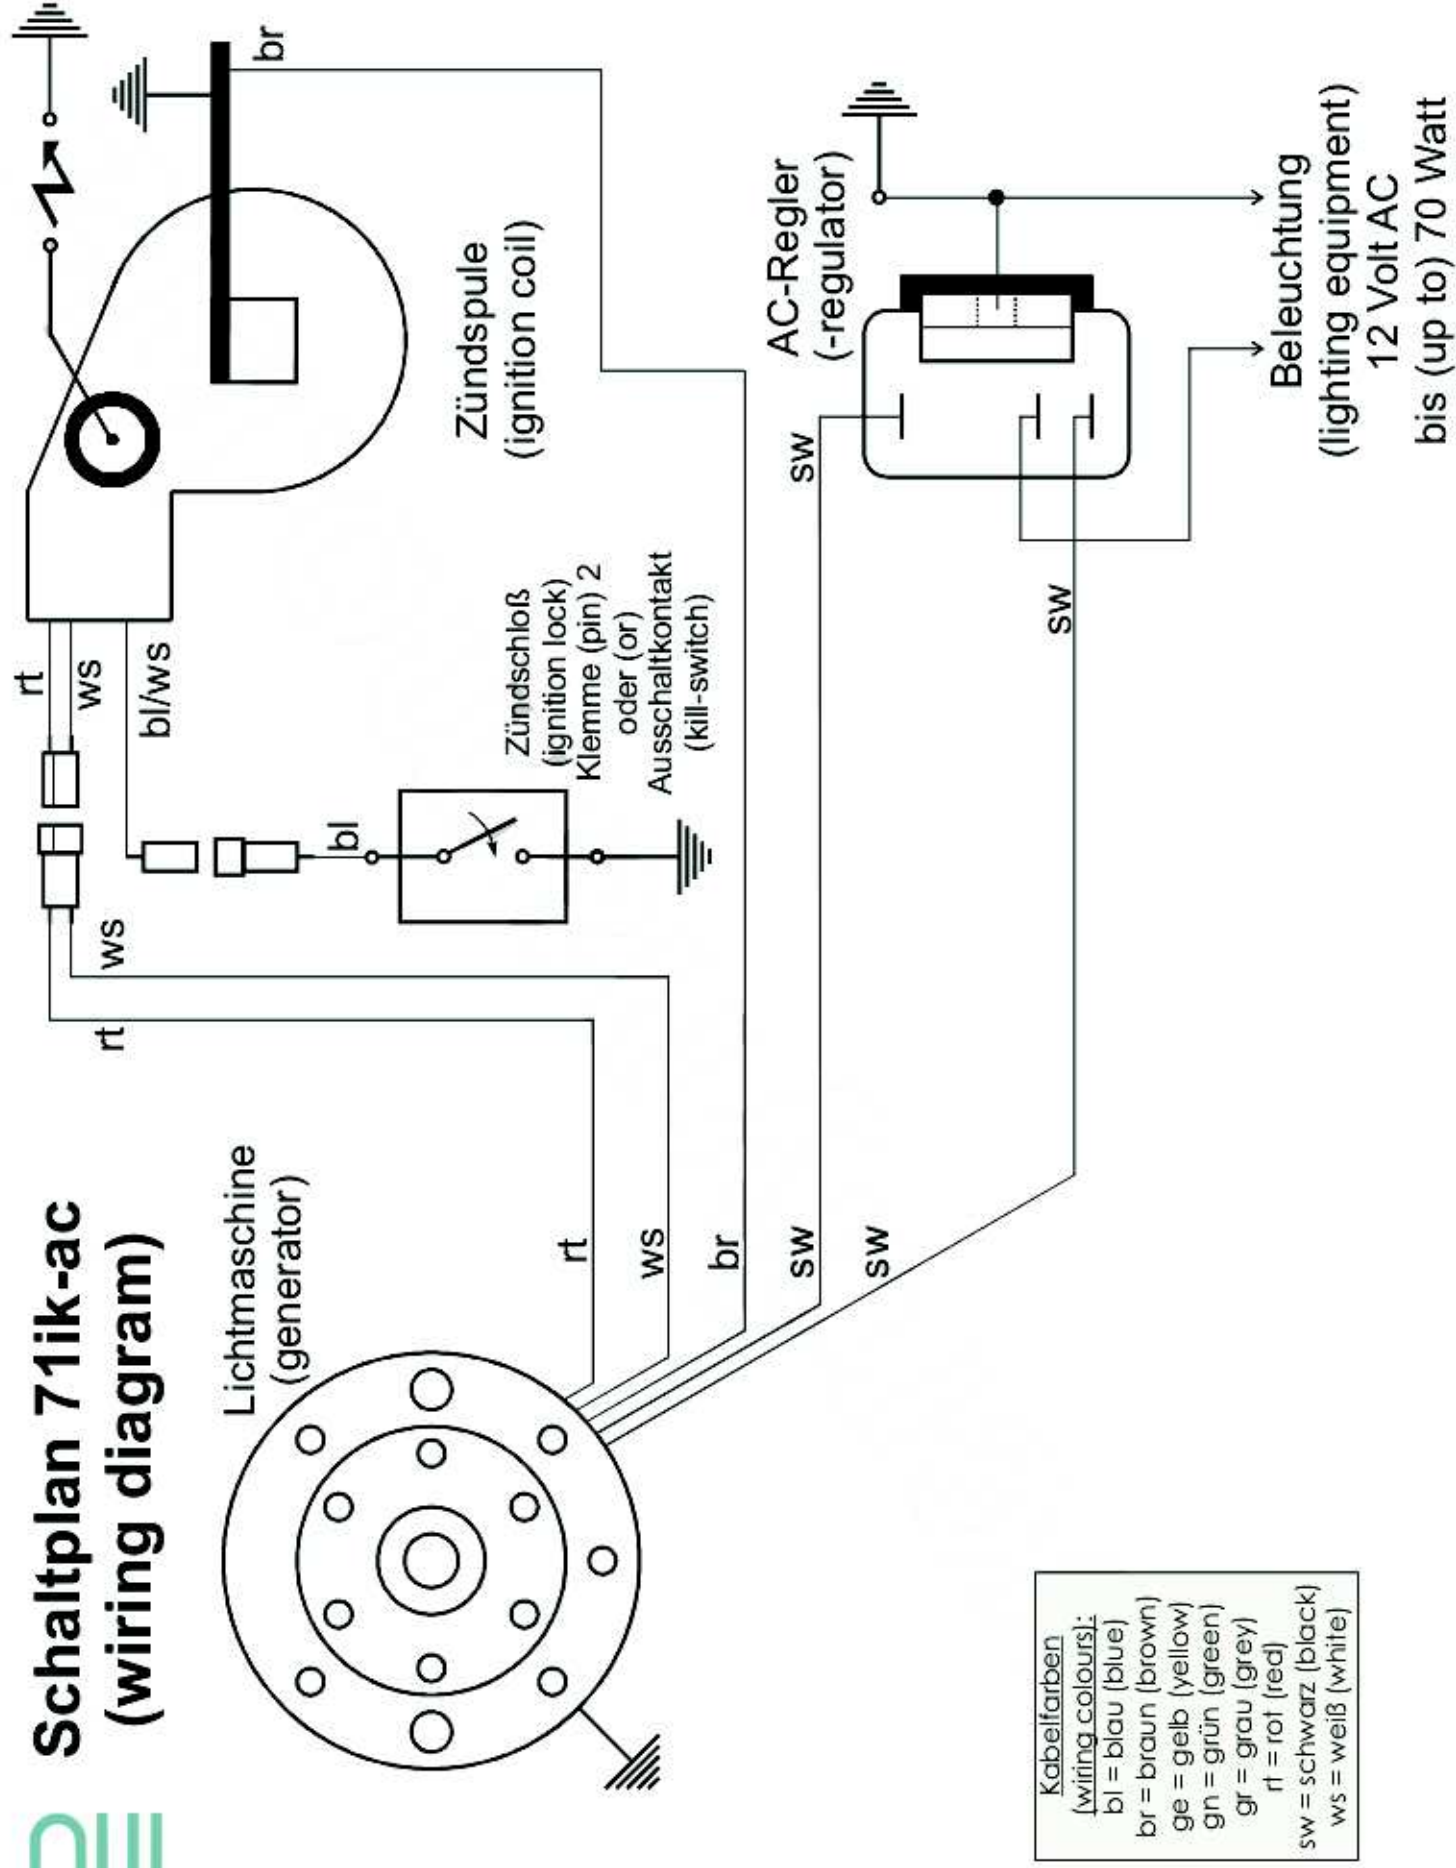 Schaltplan 71ik-ac
(wiring diagram)
Lichtmaschine
(generator)
rt
ws
br
sw
sw
rt
ws
rt
ws
bl/ws
bl
Zündschloß
(ignition lock)
Klemme (pin) 2
oder (or)
Ausschaltkontakt
(kill-switch)
br
Zündspule
(ignition coil)
AC-Regler
(-regulator)
sw
sw
Beleuchtung
(lighting equipment)
12 Volt AC
bis (up to) 70 Watt
Kabelfarben
(wiring colours):
bl = blau (blue)
br = braun (brown)
ge = gelb (yellow)
gn = grün (green)
gr = grau (grey)
rt = rot (red)
sw = schwarz (black)
ws = weiß (white)